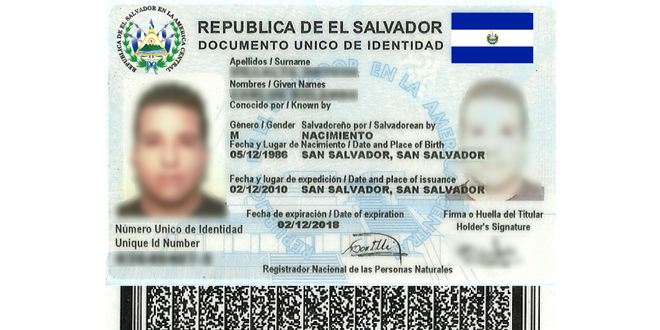 REPUBLICA DE EL SALVADOR EN LA AMERICA CENTRAL
REPUBLICA DE EL SALVADOR
DOCUMENTO UNICO DE IDENTIDAD
Apellidos / Surname
Nombres / Given Names
Conocido por / Known by
Género / Gender Salvadoreño por / Salvadorean by
M NACIMIENTO
Fecha y Lugar de Nacimiento / Date and Place of Birth
05/12/1986 SAN SALVADOR, SAN SALVADOR
Fecha y lugar de expedición / Date and place of issuance
02/12/2010 SAN SALVADOR, SAN SALVADOR
Fecha de expiración / Date of expiration
02/12/2018
Firma o Huella del Titular
Holder's Signature
Número Unico de Identidad
Unique Id Number
Registrador Nacional de las Personas Naturales